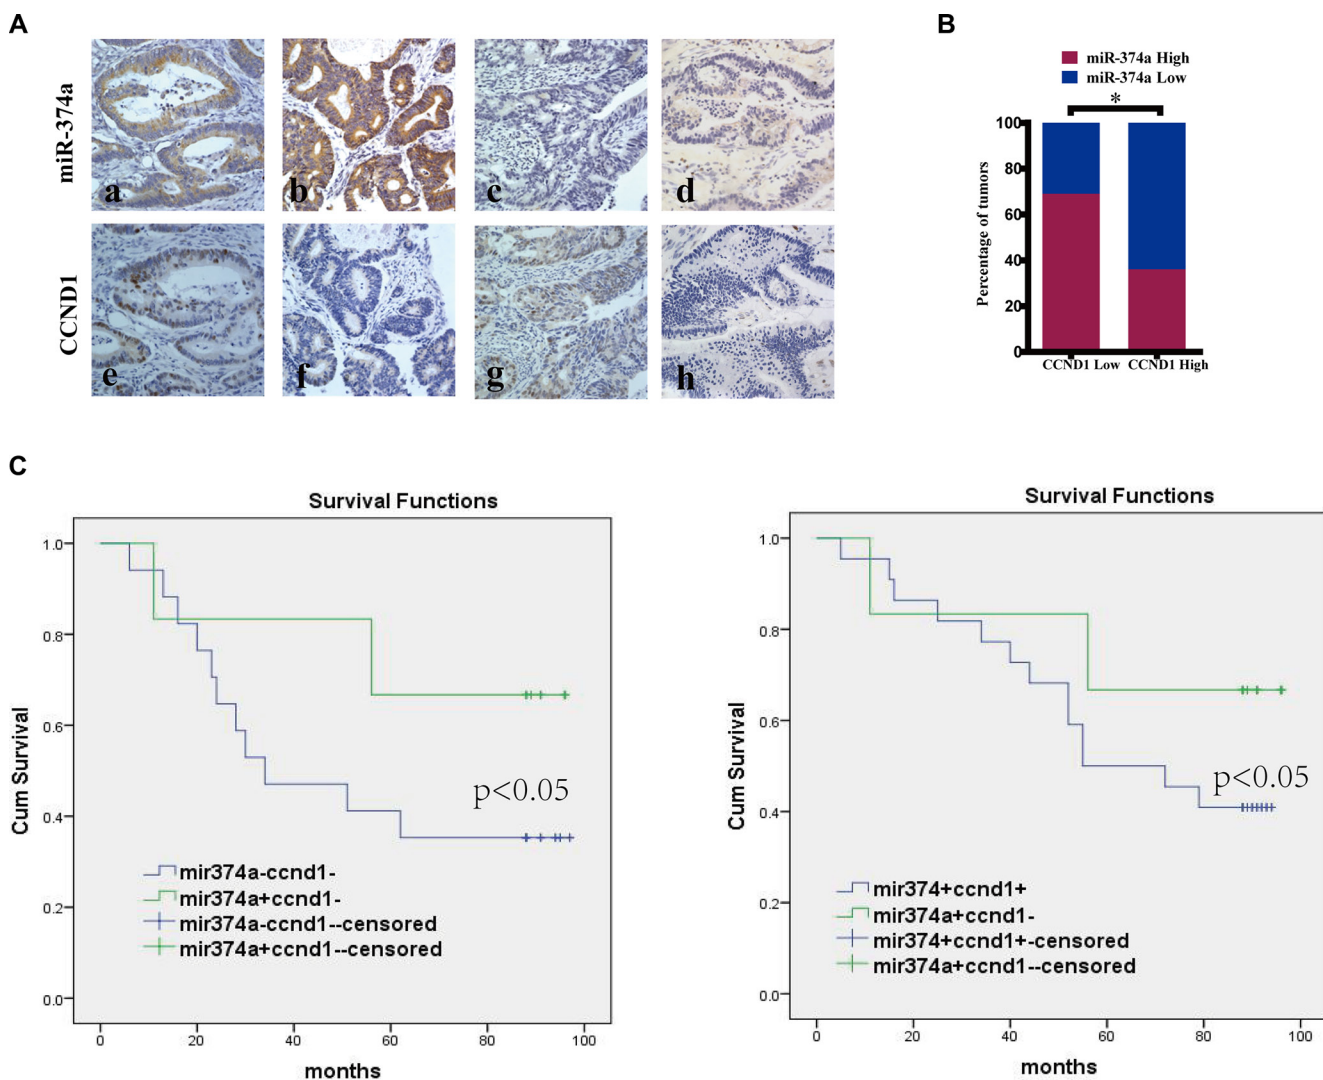 A
miR-374a
a
b
c
d
CCND1
e
f
g
h
B
miR-374a High
miR-374a Low
*
Percentage of tumors
100
80
60
40
20
0
CCND1 Low CCND1 High
C
Survival Functions
Cum Survival
1.0
0.8
0.6
0.4
0.2
0.0
p<0.05
mir374a-ccnd1-
mir374a+ccnd1-
mir374a-ccnd1--censored
mir374a+ccnd1--censored
0 20 40 60 80 100
months
Survival Functions
Cum Survival
1.0
0.8
0.6
0.4
0.2
0.0
p<0.05
mir374+ccnd1+
mir374a+ccnd1-
mir374+ccnd1+-censored
mir374a+ccnd1--censored
0 20 40 60 80 100
months